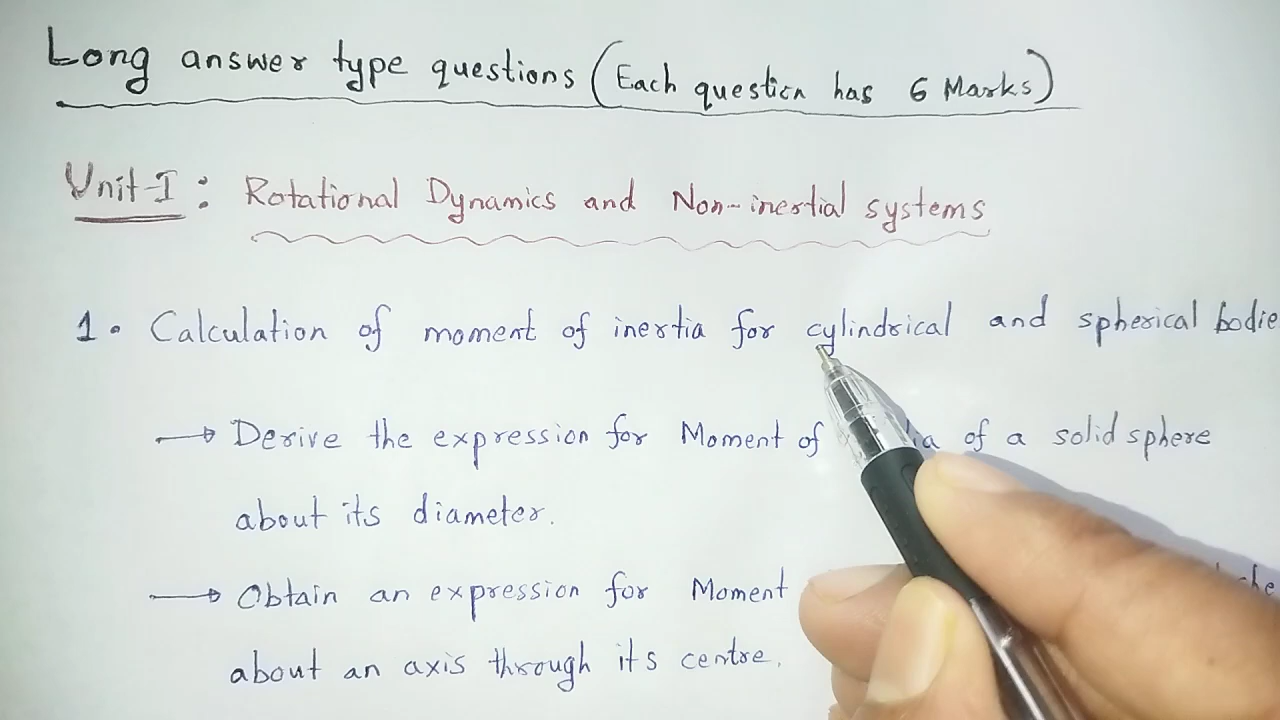 Long answer type questions (Each question has 6 Marks)
Unit-I : Rotational Dynamics and Non-inertial systems
1. Calculation of moment of inertia for cylindrical and spherical bodie
→ Derive the expression for Moment of ia of a solid sphere
about its diameter.
→ Obtain an expression for Moment
about an axis through its centre.